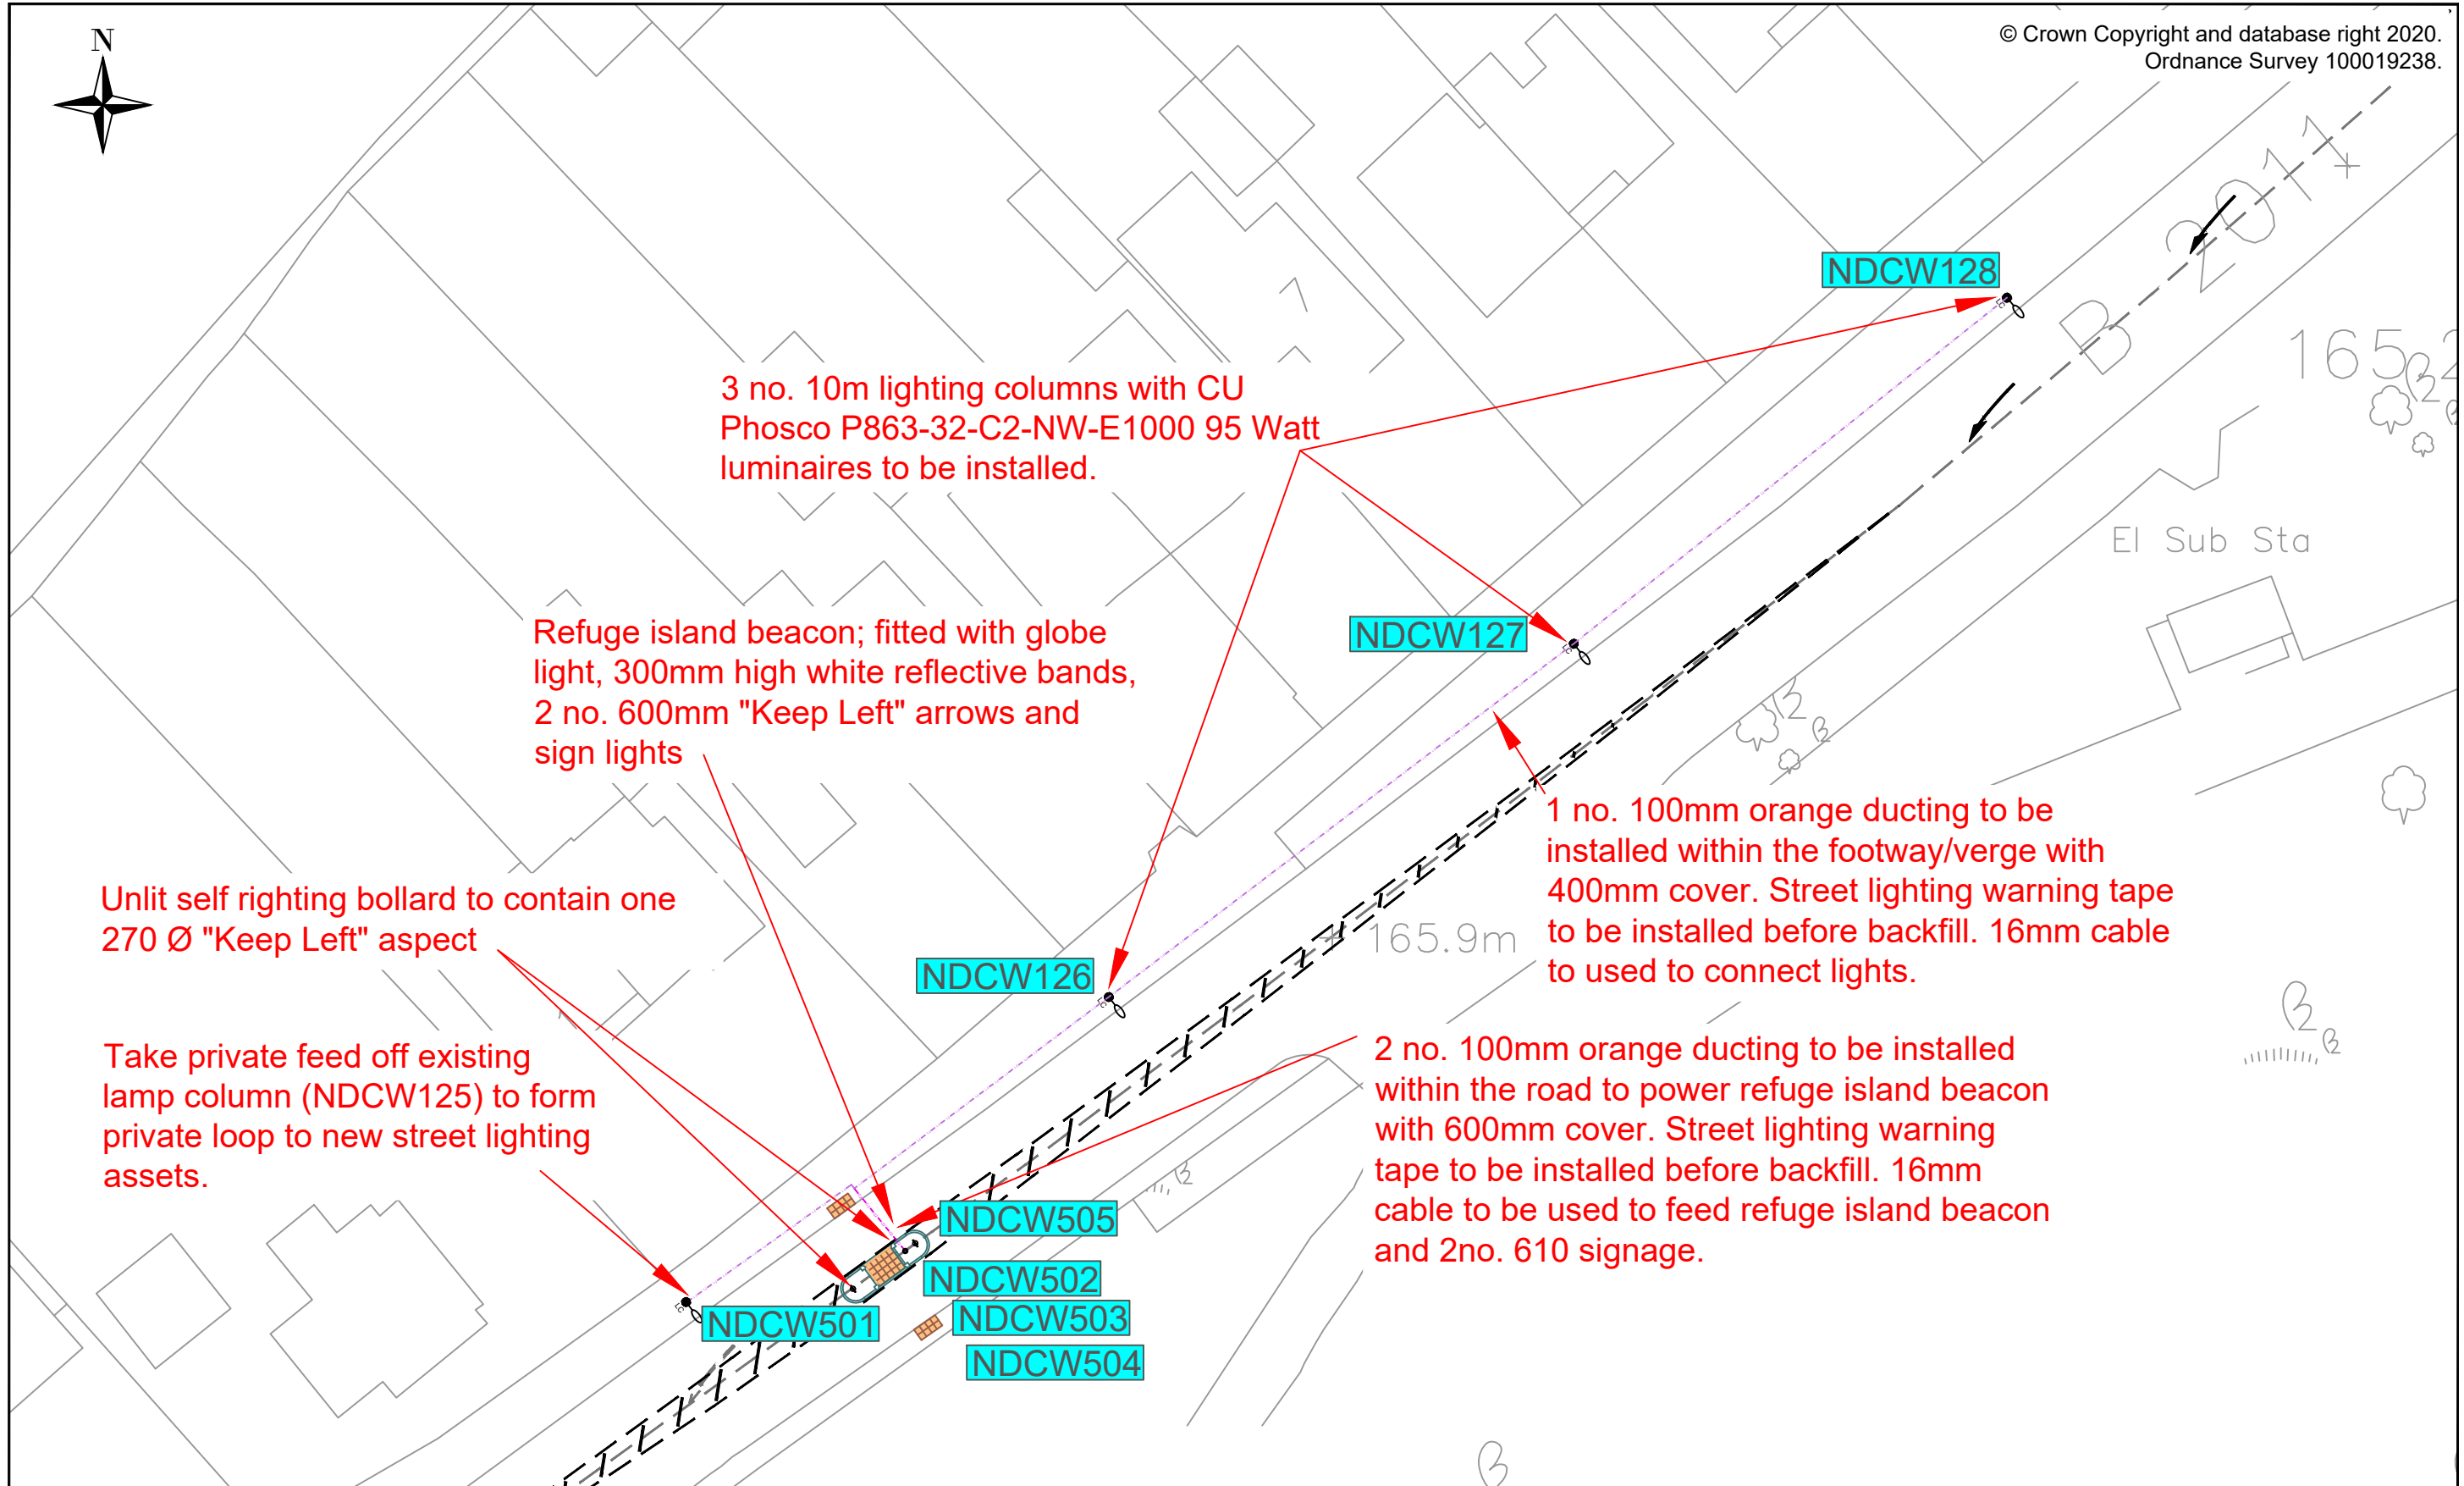 N
© Crown Copyright and database right 2020.
Ordnance Survey 100019238.
B 2011
NDCW128
165.2
3 no. 10m lighting columns with CU
Phosco P863-32-C2-NW-E1000 95 Watt
luminaires to be installed.
El Sub Sta
NDCW127
Refuge island beacon; fitted with globe
light, 300mm high white reflective bands,
2 no. 600mm "Keep Left" arrows and
sign lights
1 no. 100mm orange ducting to be
installed within the footway/verge with
400mm cover. Street lighting warning tape
to be installed before backfill. 16mm cable
to used to connect lights.
Unlit self righting bollard to contain one
270 Ø "Keep Left" aspect
165.9m
NDCW126
Take private feed off existing
lamp column (NDCW125) to form
private loop to new street lighting
assets.
2 no. 100mm orange ducting to be installed
within the road to power refuge island beacon
with 600mm cover. Street lighting warning
tape to be installed before backfill. 16mm
cable to be used to feed refuge island beacon
and 2no. 610 signage.
NDCW505
NDCW502
NDCW501
NDCW503
NDCW504